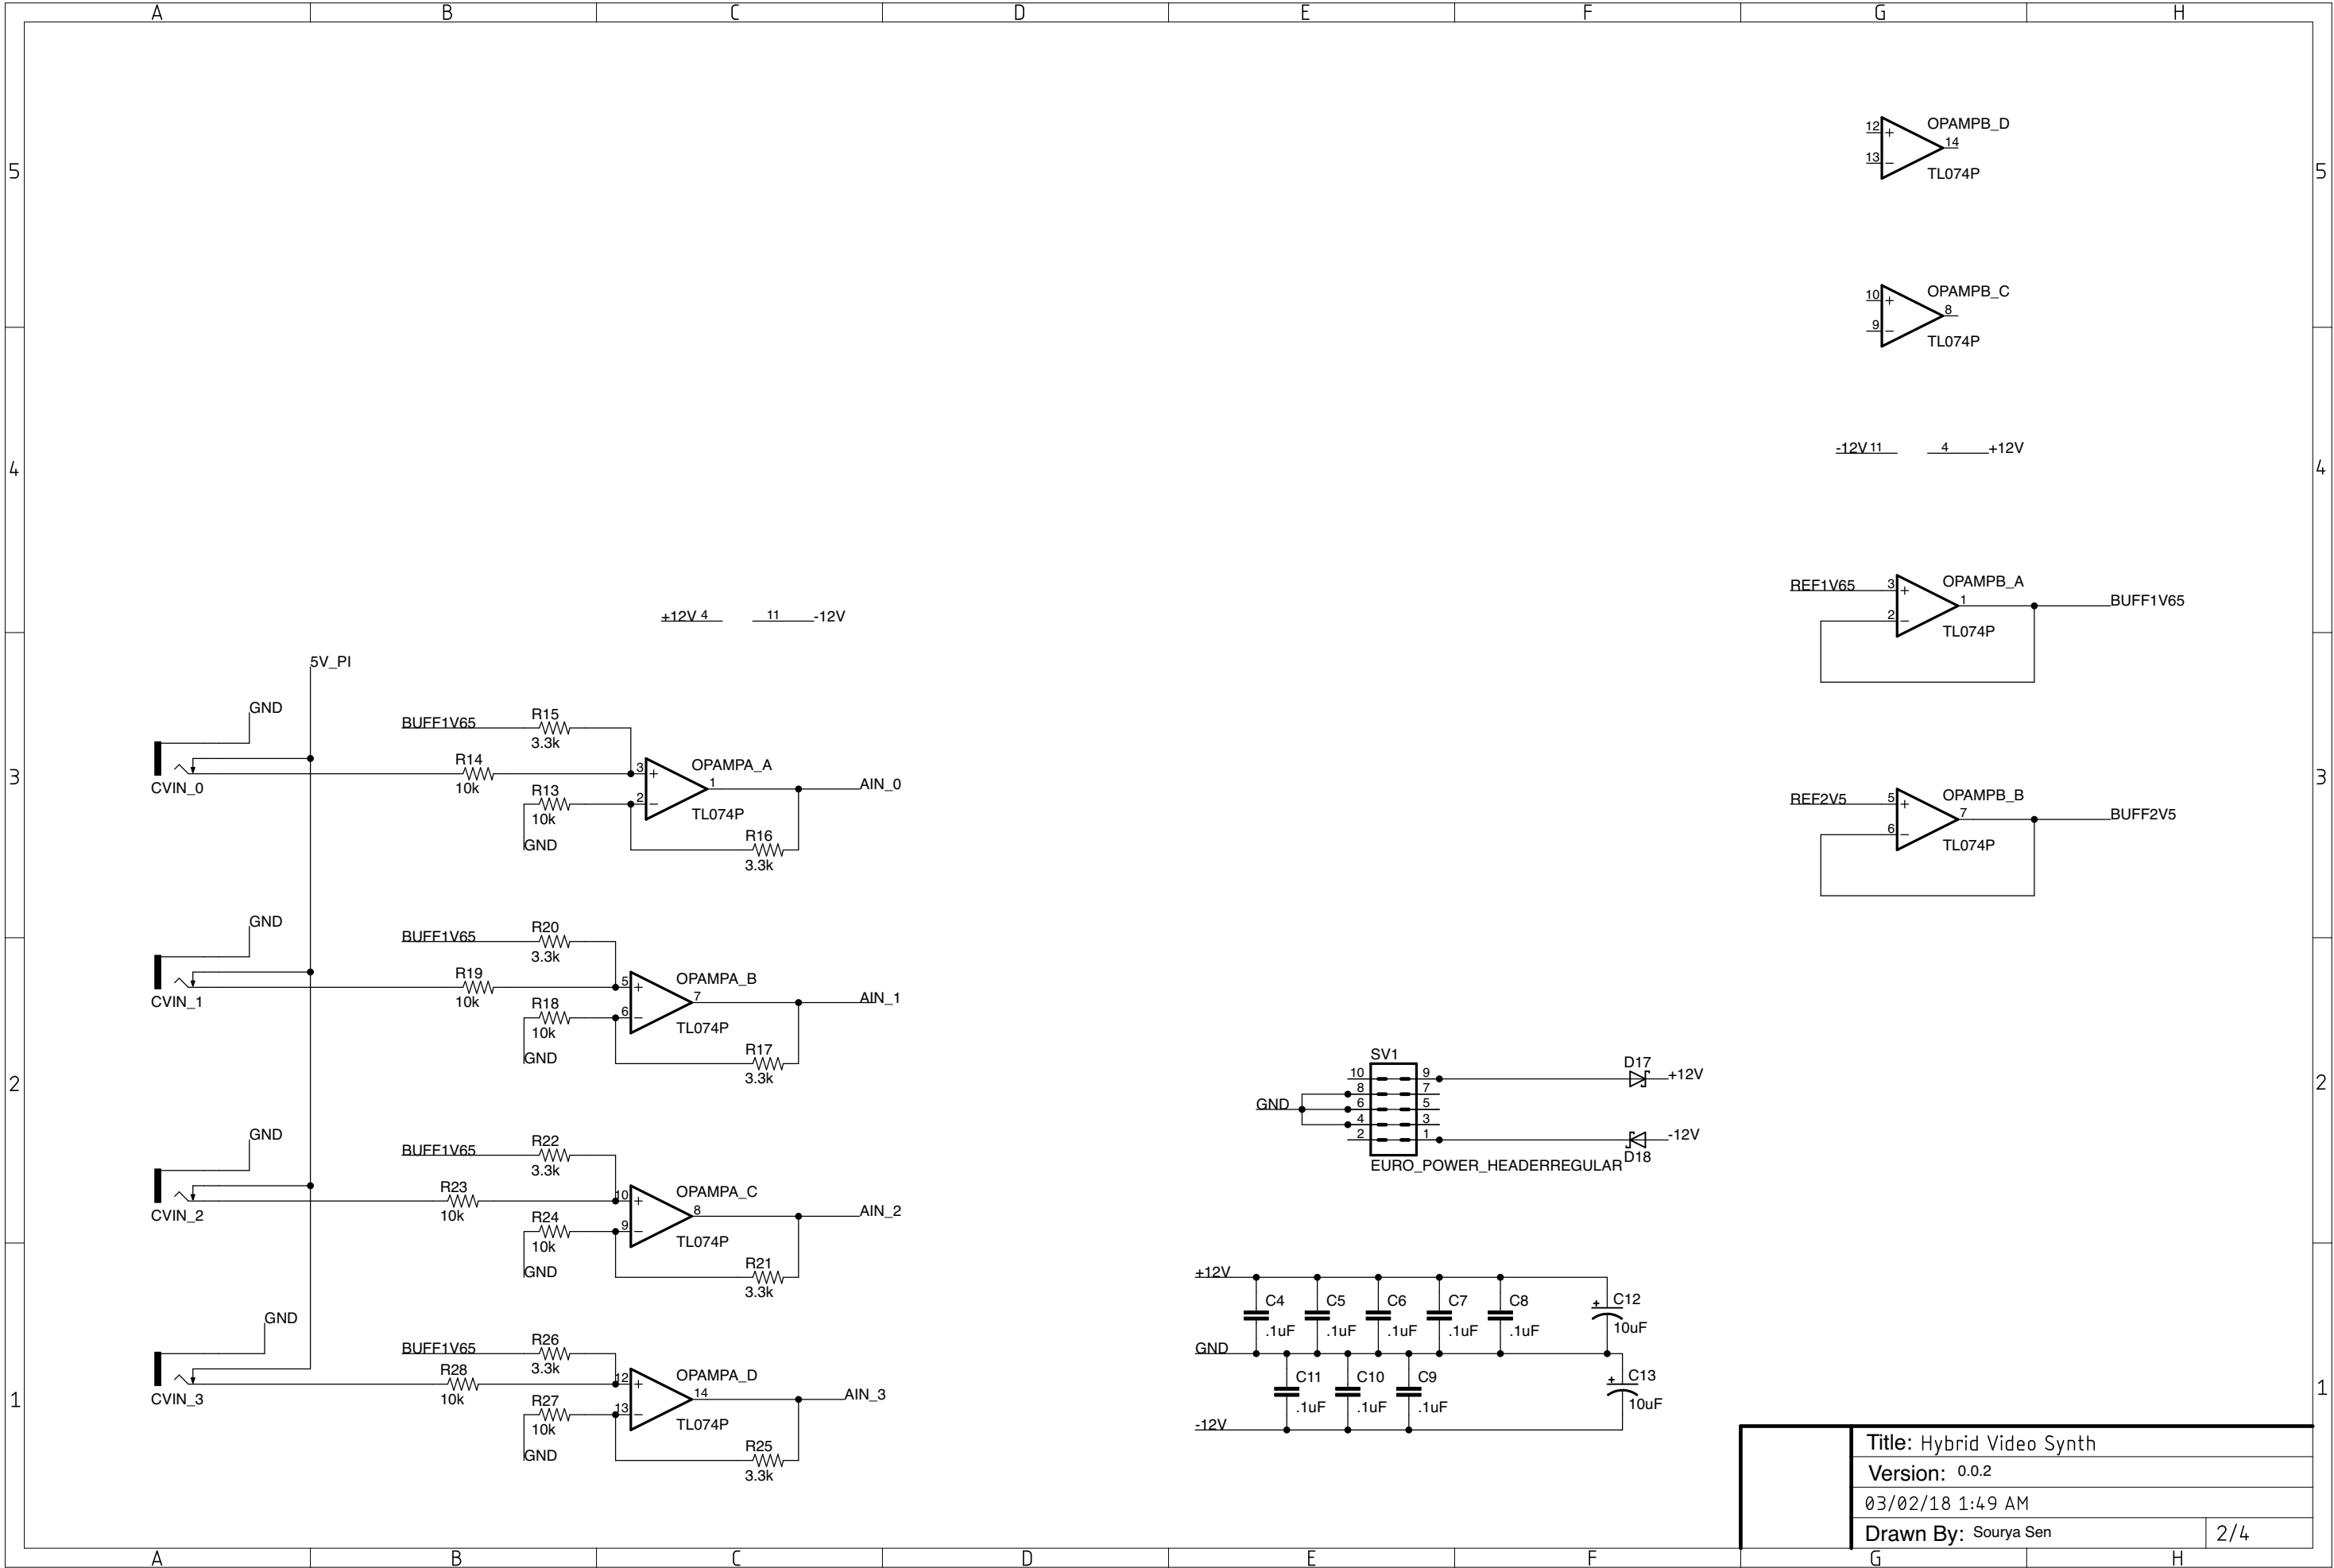 A B C D E F G H
5 5
4 4
3 3
2 2
1 1
12
+
13
−
14
OPAMPB_D
TL074P
10
+
9
−
8
OPAMPB_C
TL074P
-12V 11
4 +12V
REF1V65 3
+
2
−
1
OPAMPB_A
TL074P
BUFF1V65
REF2V5 5
+
6
−
7
OPAMPB_B
TL074P
BUFF2V5
+12V 4
11 -12V
5V_PI
GND
CVIN_0
BUFF1V65
R15
3.3k
R14
10k
R13
10k
GND
3
+
2
−
1
OPAMPA_A
TL074P
R16
3.3k
AIN_0
GND
CVIN_1
BUFF1V65
R20
3.3k
R19
10k
R18
10k
GND
5
+
6
−
7
OPAMPA_B
TL074P
R17
3.3k
AIN_1
GND
CVIN_2
BUFF1V65
R22
3.3k
R23
10k
R24
10k
GND
10
+
9
−
8
OPAMPA_C
TL074P
R21
3.3k
AIN_2
GND
CVIN_3
BUFF1V65
R26
3.3k
R28
10k
R27
10k
GND
12
+
13
−
14
OPAMPA_D
TL074P
R25
3.3k
AIN_3
SV1
10 9
8 7
6 5
4 3
2 1
GND
EURO_POWER_HEADERREGULAR
D17
+12V
-12V
D18
+12V
C4
.1uF
C5
.1uF
C6
.1uF
C7
.1uF
C8
.1uF
+
C12
10uF
GND
C11
.1uF
C10
.1uF
C9
.1uF
+
C13
10uF
-12V
Title: Hybrid Video Synth
Version: 0.0.2
03/02/18 1:49 AM
Drawn By: Sourya Sen 2/4
A B C D E F G H